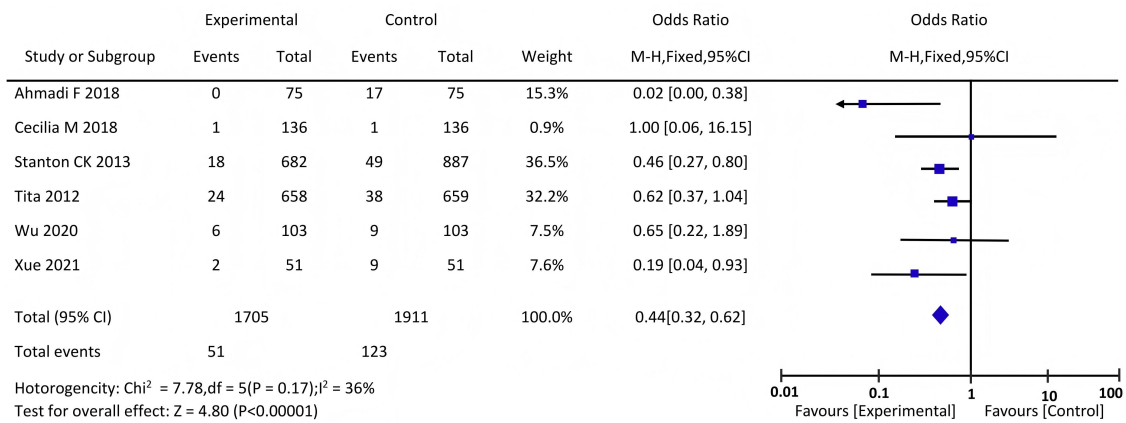 Experimental Control Odds Ratio Odds Ratio
Study or Subgroup Events Total Events Total Weight M-H,Fixed,95%CI M-H,Fixed,95%CI
Ahmadi F 2018 0 75 17 75 15.3% 0.02 [0.00, 0.38]
Cecilia M 2018 1 136 1 136 0.9% 1.00 [0.06, 16.15]
Stanton CK 2013 18 682 49 887 36.5% 0.46 [0.27, 0.80]
Tita 2012 24 658 38 659 32.2% 0.62 [0.37, 1.04]
Wu 2020 6 103 9 103 7.5% 0.65 [0.22, 1.89]
Xue 2021 2 51 9 51 7.6% 0.19 [0.04, 0.93]
Total (95% CI) 1705 1911 100.0% 0.44[0.32, 0.62]
Total events 51 123
Hotorogencity: Chi² = 7.78,df = 5(P = 0.17);I² = 36%
Test for overall effect: Z = 4.80 (P<0.00001)
0.01 0.1 1 10 100
Favours [Experimental] Favours [Control]